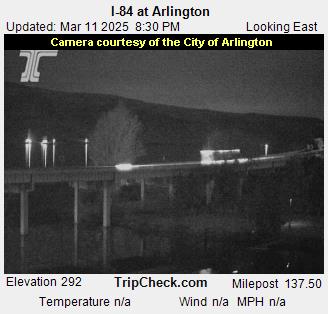 I-84 at Arlington
Updated: Mar 11 2025 8:30 PM Looking East
Camera courtesy of the City of Arlington
Elevation 292 TripCheck.com Milepost 137.50
Temperature n/a Wind n/a MPH n/a